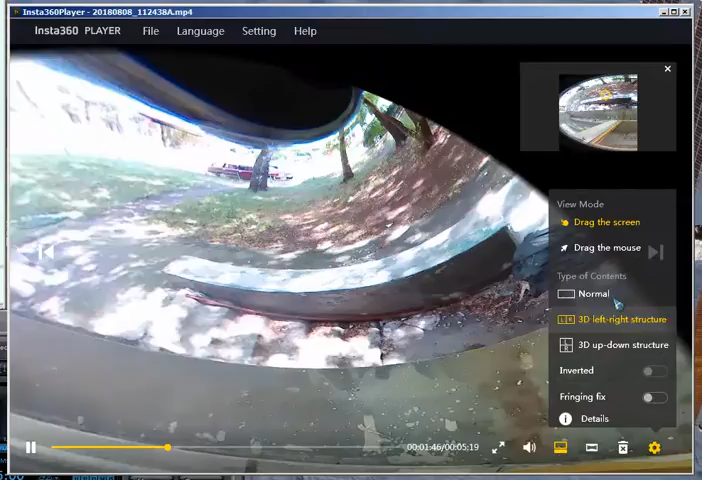 Insta360Player - 20180808_112438A.mp4
Insta360 PLAYER File Language Setting Help
View Mode
Drag the screen
Drag the mouse
Type of Contents
Normal
L R 3D left-right structure
3D up-down structure
Inverted
Fringing fix
Details
00:01:46/00:05:19